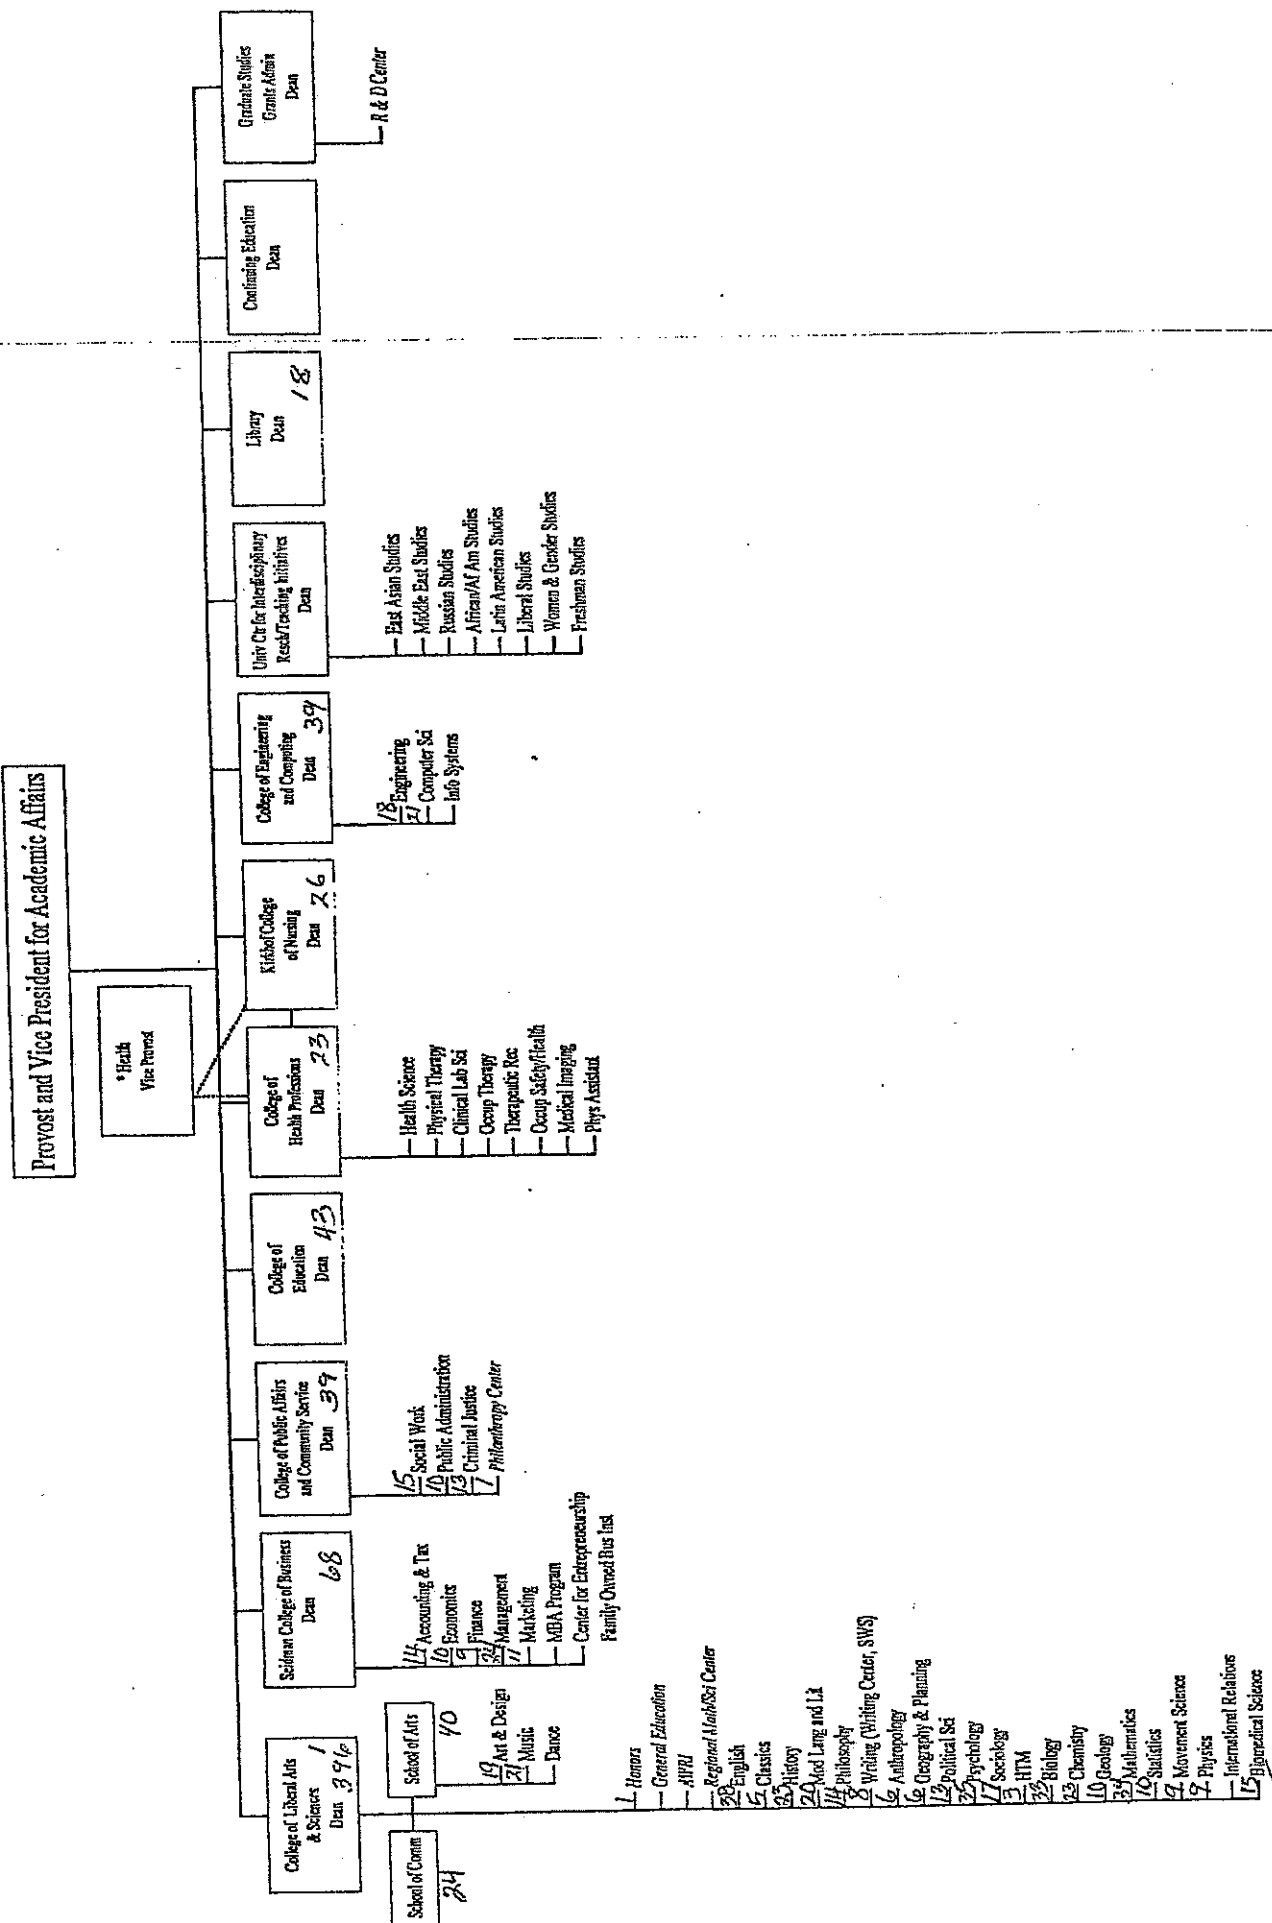 Provost and Vice President for Academic Affairs
*Health
Vice Provost
College of Liberal Arts
& Sciences 1
Dean 396
Seidman College of Business
Dean 68
College of Public Affairs
and Community Service
Dean 39
College of
Education
Dean 43
College of
Health Professions
Dean 23
Kirkhof College
of Nursing
Dean 26
College of Engineering
and Computing
Dean 39
Univ Ctr for Interdisciplinary
Resch/Teaching Initiatives
Dean
Library
Dean 18
Continuing Education
Dean
Graduate Studies
Grants Admin
Dean
School of Comm
24
School of Arts
40
19 Art & Design
21 Music
Dance
1 Honors
General Education
AWRI
Regional Math/Sci Center
38 English
5 Classics
23 History
20 Mod Lang and Lit
14 Philosophy
8 Writing (Writing Center, SWS)
6 Anthropology
6 Geography & Planning
Political Sci
Psychology
17 Sociology
3 HTM
Biology
23 Chemistry
10 Geology
Mathematics
10 Statistics
9 Movement Science
9 Physics
International Relations
15 Biomedical Science
14 Accounting & Tax
10 Economics
9 Finance
24 Management
11 Marketing
MBA Program
Center for Entrepreneurship
Family Owned Bus Inst
15 Social Work
10 Public Administration
13 Criminal Justice
1 Philanthropy Center
Health Science
Physical Therapy
Clinical Lab Sci
Occup Therapy
Therapeutic Rec
Occup Safety/Health
Medical Imaging
Phys Assistant
18 Engineering
21 Computer Sci
Info Systems
East Asian Studies
Middle East Studies
Russian Studies
African/Af Am Studies
Latin American Studies
Liberal Studies
Women & Gender Studies
Freshman Studies
R & D Center